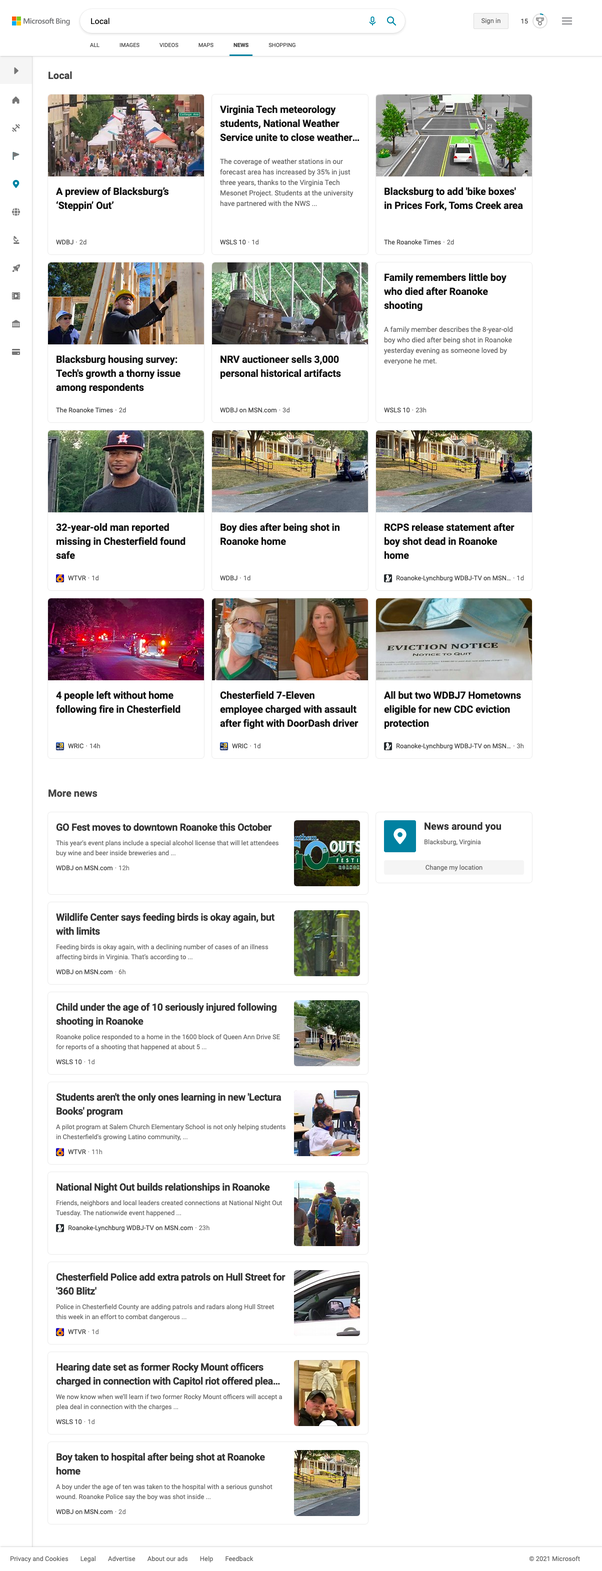 Microsoft Bing
Local
Sign in
15
ALL
IMAGES
VIDEOS
MAPS
NEWS
SHOPPING
Local
A preview of Blacksburg's
'Steppin' Out'
WDBJ · 2d
Virginia Tech meteorology
students, National Weather
Service unite to close weather...
The coverage of weather stations in our
forecast area has increased by 35% in just
three years, thanks to the Virginia Tech
Mesonet Project. Students at the university
have partnered with the NWS ...
WSLS 10 · 1d
Blacksburg to add 'bike boxes'
in Prices Fork, Toms Creek area
The Roanoke Times · 2d
Blacksburg housing survey:
Tech's growth a thorny issue
among respondents
The Roanoke Times · 2d
NRV auctioneer sells 3,000
personal historical artifacts
WDBJ on MSN.com · 3d
Family remembers little boy
who died after Roanoke
shooting
A family member describes the 8-year-old
boy who died after being shot in Roanoke
yesterday evening as someone loved by
everyone he met.
WSLS 10 · 23h
32-year-old man reported
missing in Chesterfield found
safe
WTVR · 1d
Boy dies after being shot in
Roanoke home
WDBJ · 1d
RCPS release statement after
boy shot dead in Roanoke
home
Roanoke-Lynchburg WDBJ-TV on MSN... · 1d
4 people left without home
following fire in Chesterfield
WRIC · 14h
Chesterfield 7-Eleven
employee charged with assault
after fight with DoorDash driver
WRIC · 1d
EVICTION NOTICE
NOTICE TO QUIT
All but two WDBJ7 Hometowns
eligible for new CDC eviction
protection
Roanoke-Lynchburg WDBJ-TV on MSN... · 3h
More news
GO Fest moves to downtown Roanoke this October
This year's event plans include a special alcohol license that will let attendees
buy wine and beer inside breweries and ...
WDBJ on MSN.com · 12h
GO OUTS
FESTI
News around you
Blacksburg, Virginia
Change my location
Wildlife Center says feeding birds is okay again, but
with limits
Feeding birds is okay again, with a declining number of cases of an illness
affecting birds in Virginia. That's according to ...
WDBJ on MSN.com · 6h
Child under the age of 10 seriously injured following
shooting in Roanoke
Roanoke police responded to a home in the 1600 block of Queen Ann Drive SE
for reports of a shooting that happened at about 5 ...
WSLS 10 · 1d
Students aren't the only ones learning in new 'Lectura
Books' program
A pilot program at Salem Church Elementary School is not only helping students
in Chesterfield's growing Latino community, ...
WTVR · 11h
National Night Out builds relationships in Roanoke
Friends, neighbors and local leaders created connections at National Night Out
Tuesday. The nationwide event happened ...
Roanoke-Lynchburg WDBJ-TV on MSN.com · 23h
Chesterfield Police add extra patrols on Hull Street for
'360 Blitz'
Police in Chesterfield County are adding patrols and radars along Hull Street
this week in an effort to combat dangerous ...
WTVR · 1d
Hearing date set as former Rocky Mount officers
charged in connection with Capitol riot offered plea...
We now know when we'll learn if two former Rocky Mount officers will accept a
plea deal in connection with the charges ...
WSLS 10 · 1d
Boy taken to hospital after being shot at Roanoke
home
A boy under the age of ten was taken to the hospital with a serious gunshot
wound. Roanoke Police say the boy was shot inside ...
WDBJ on MSN.com · 2d
Privacy and Cookies
Legal
Advertise
About our ads
Help
Feedback
© 2021 Microsoft